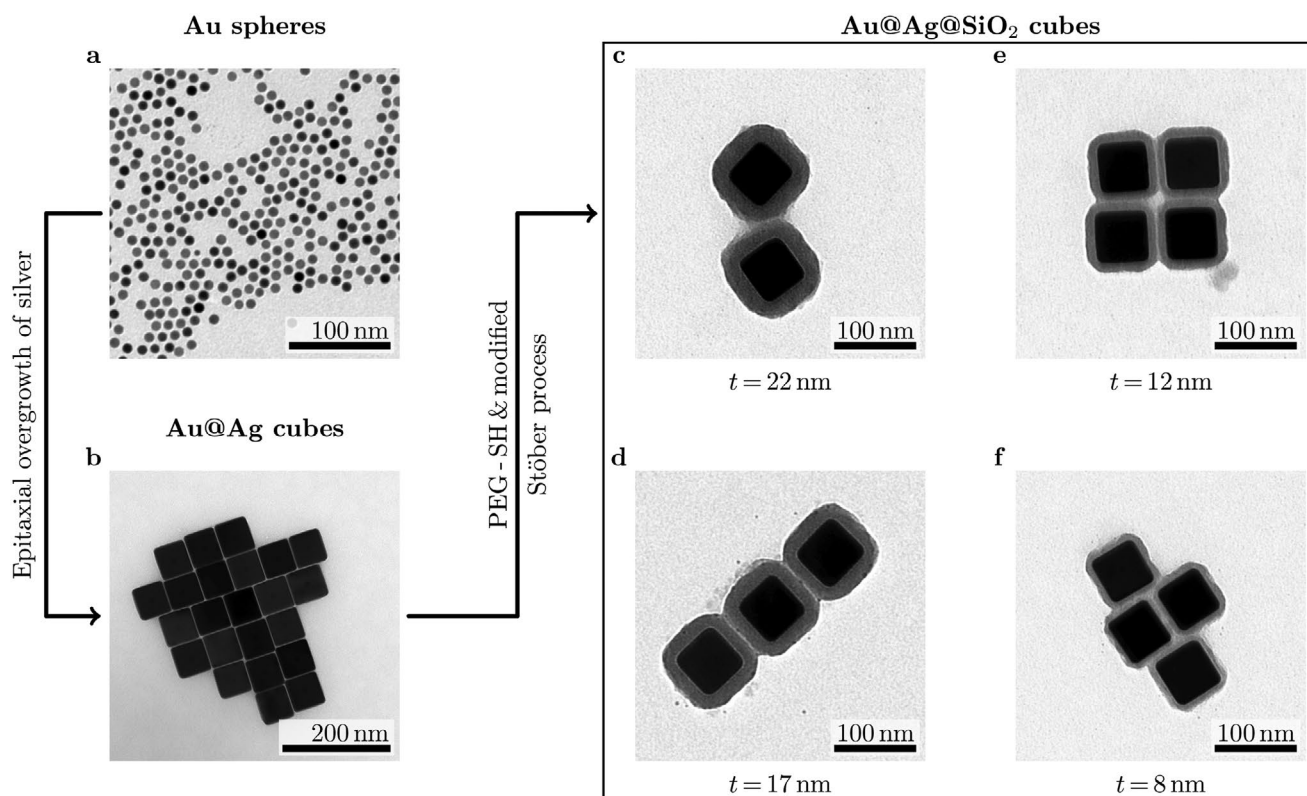 Au spheres
a
100 nm
Epitaxial overgrowth of silver
Au@Ag cubes
b
200 nm
PEG - SH & modified
Stöber process
Au@Ag@SiO₂ cubes
c
100 nm
t = 22 nm
e
100 nm
t = 12 nm
d
100 nm
t = 17 nm
f
100 nm
t = 8 nm